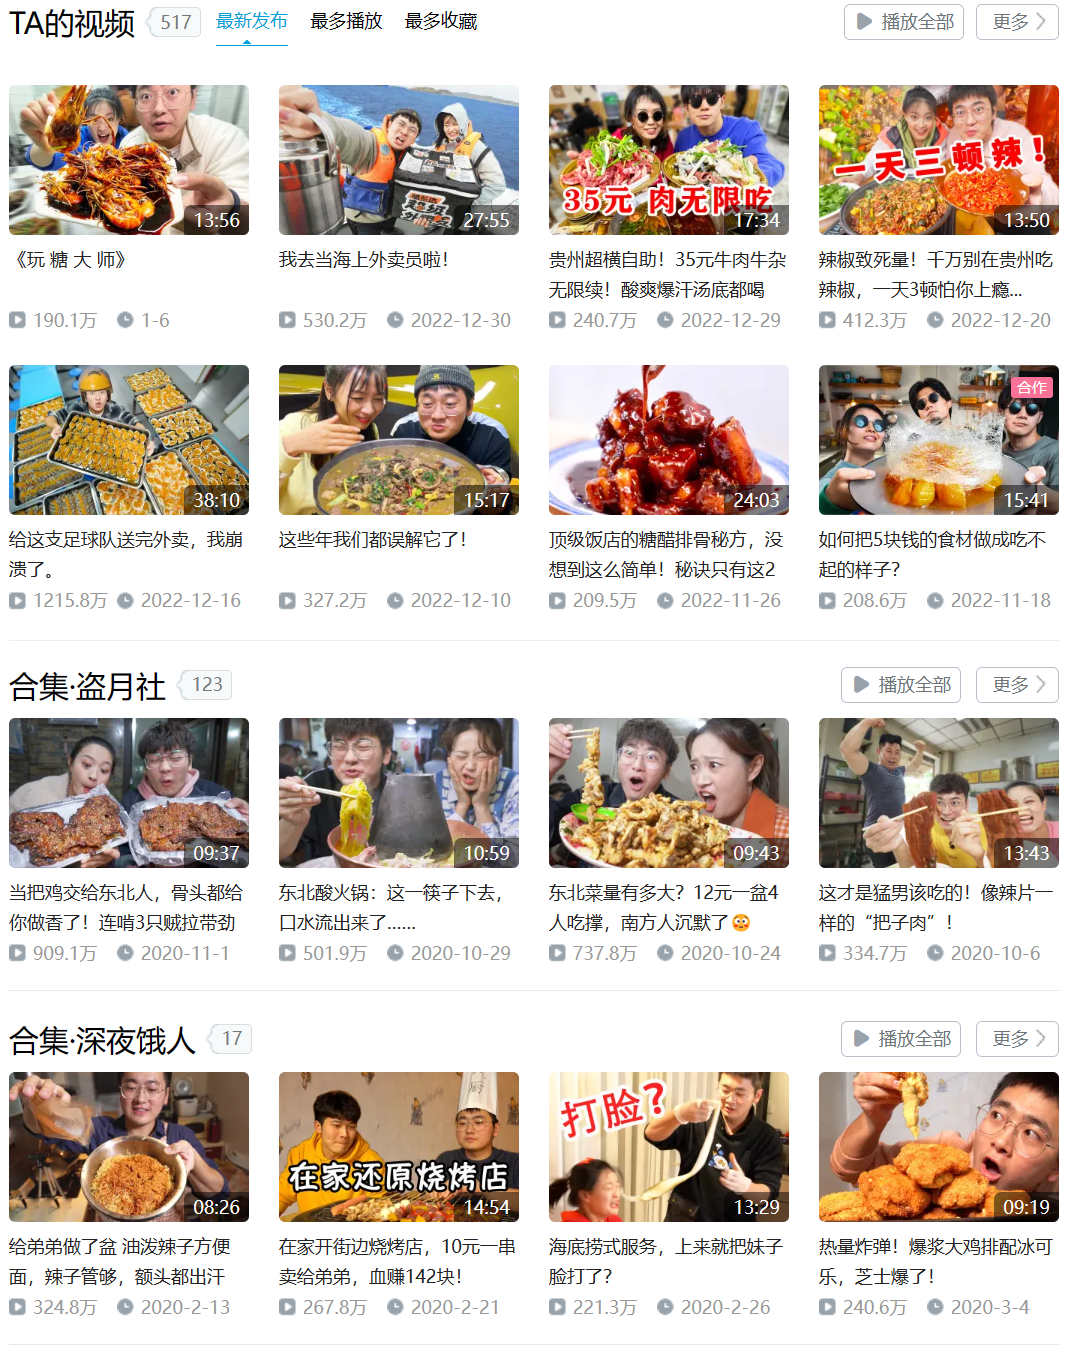 TA的视频 517 最新发布 最多播放 最多收藏 播放全部 更多
13:56
27:55
35元 肉无限吃
17:34
一天三顿辣！
13:50
《玩 糖 大 师》
190.1万 1-6
我去当海上外卖员啦！
530.2万 2022-12-30
贵州超横自助！35元牛肉牛杂
无限续！酸爽爆汗汤底都喝
240.7万 2022-12-29
辣椒致死量！千万别在贵州吃
辣椒，一天3顿怕你上瘾...
412.3万 2022-12-20
38:10
15:17
24:03
合作
15:41
给这支足球队送完外卖，我崩
溃了。
1215.8万 2022-12-16
这些年我们都误解它了！
327.2万 2022-12-10
顶级饭店的糖醋排骨秘方，没
想到这么简单！秘诀只有这2
209.5万 2022-11-26
如何把5块钱的食材做成吃不
起的样子？
208.6万 2022-11-18
合集·盗月社 123 播放全部 更多
09:37
10:59
09:43
13:43
当把鸡交给东北人，骨头都给
你做香了！连啃3只贼拉带劲
909.1万 2020-11-1
东北酸火锅：这一筷子下去，
口水流出来了......
501.9万 2020-10-29
东北菜量有多大？12元一盆4
人吃撑，南方人沉默了😳
737.8万 2020-10-24
这才是猛男该吃的！像辣片一
样的“把子肉”！
334.7万 2020-10-6
合集·深夜饿人 17 播放全部 更多
08:26
在家还原烧烤店
14:54
打脸？
13:29
09:19
给弟弟做了盆 油泼辣子方便
面，辣子管够，额头都出汗
324.8万 2020-2-13
在家开街边烧烤店，10元一串
卖给弟弟，血赚142块！
267.8万 2020-2-21
海底捞式服务，上来就把妹子
脸打了？
221.3万 2020-2-26
热量炸弹！爆浆大鸡排配冰可
乐，芝士爆了！
240.6万 2020-3-4